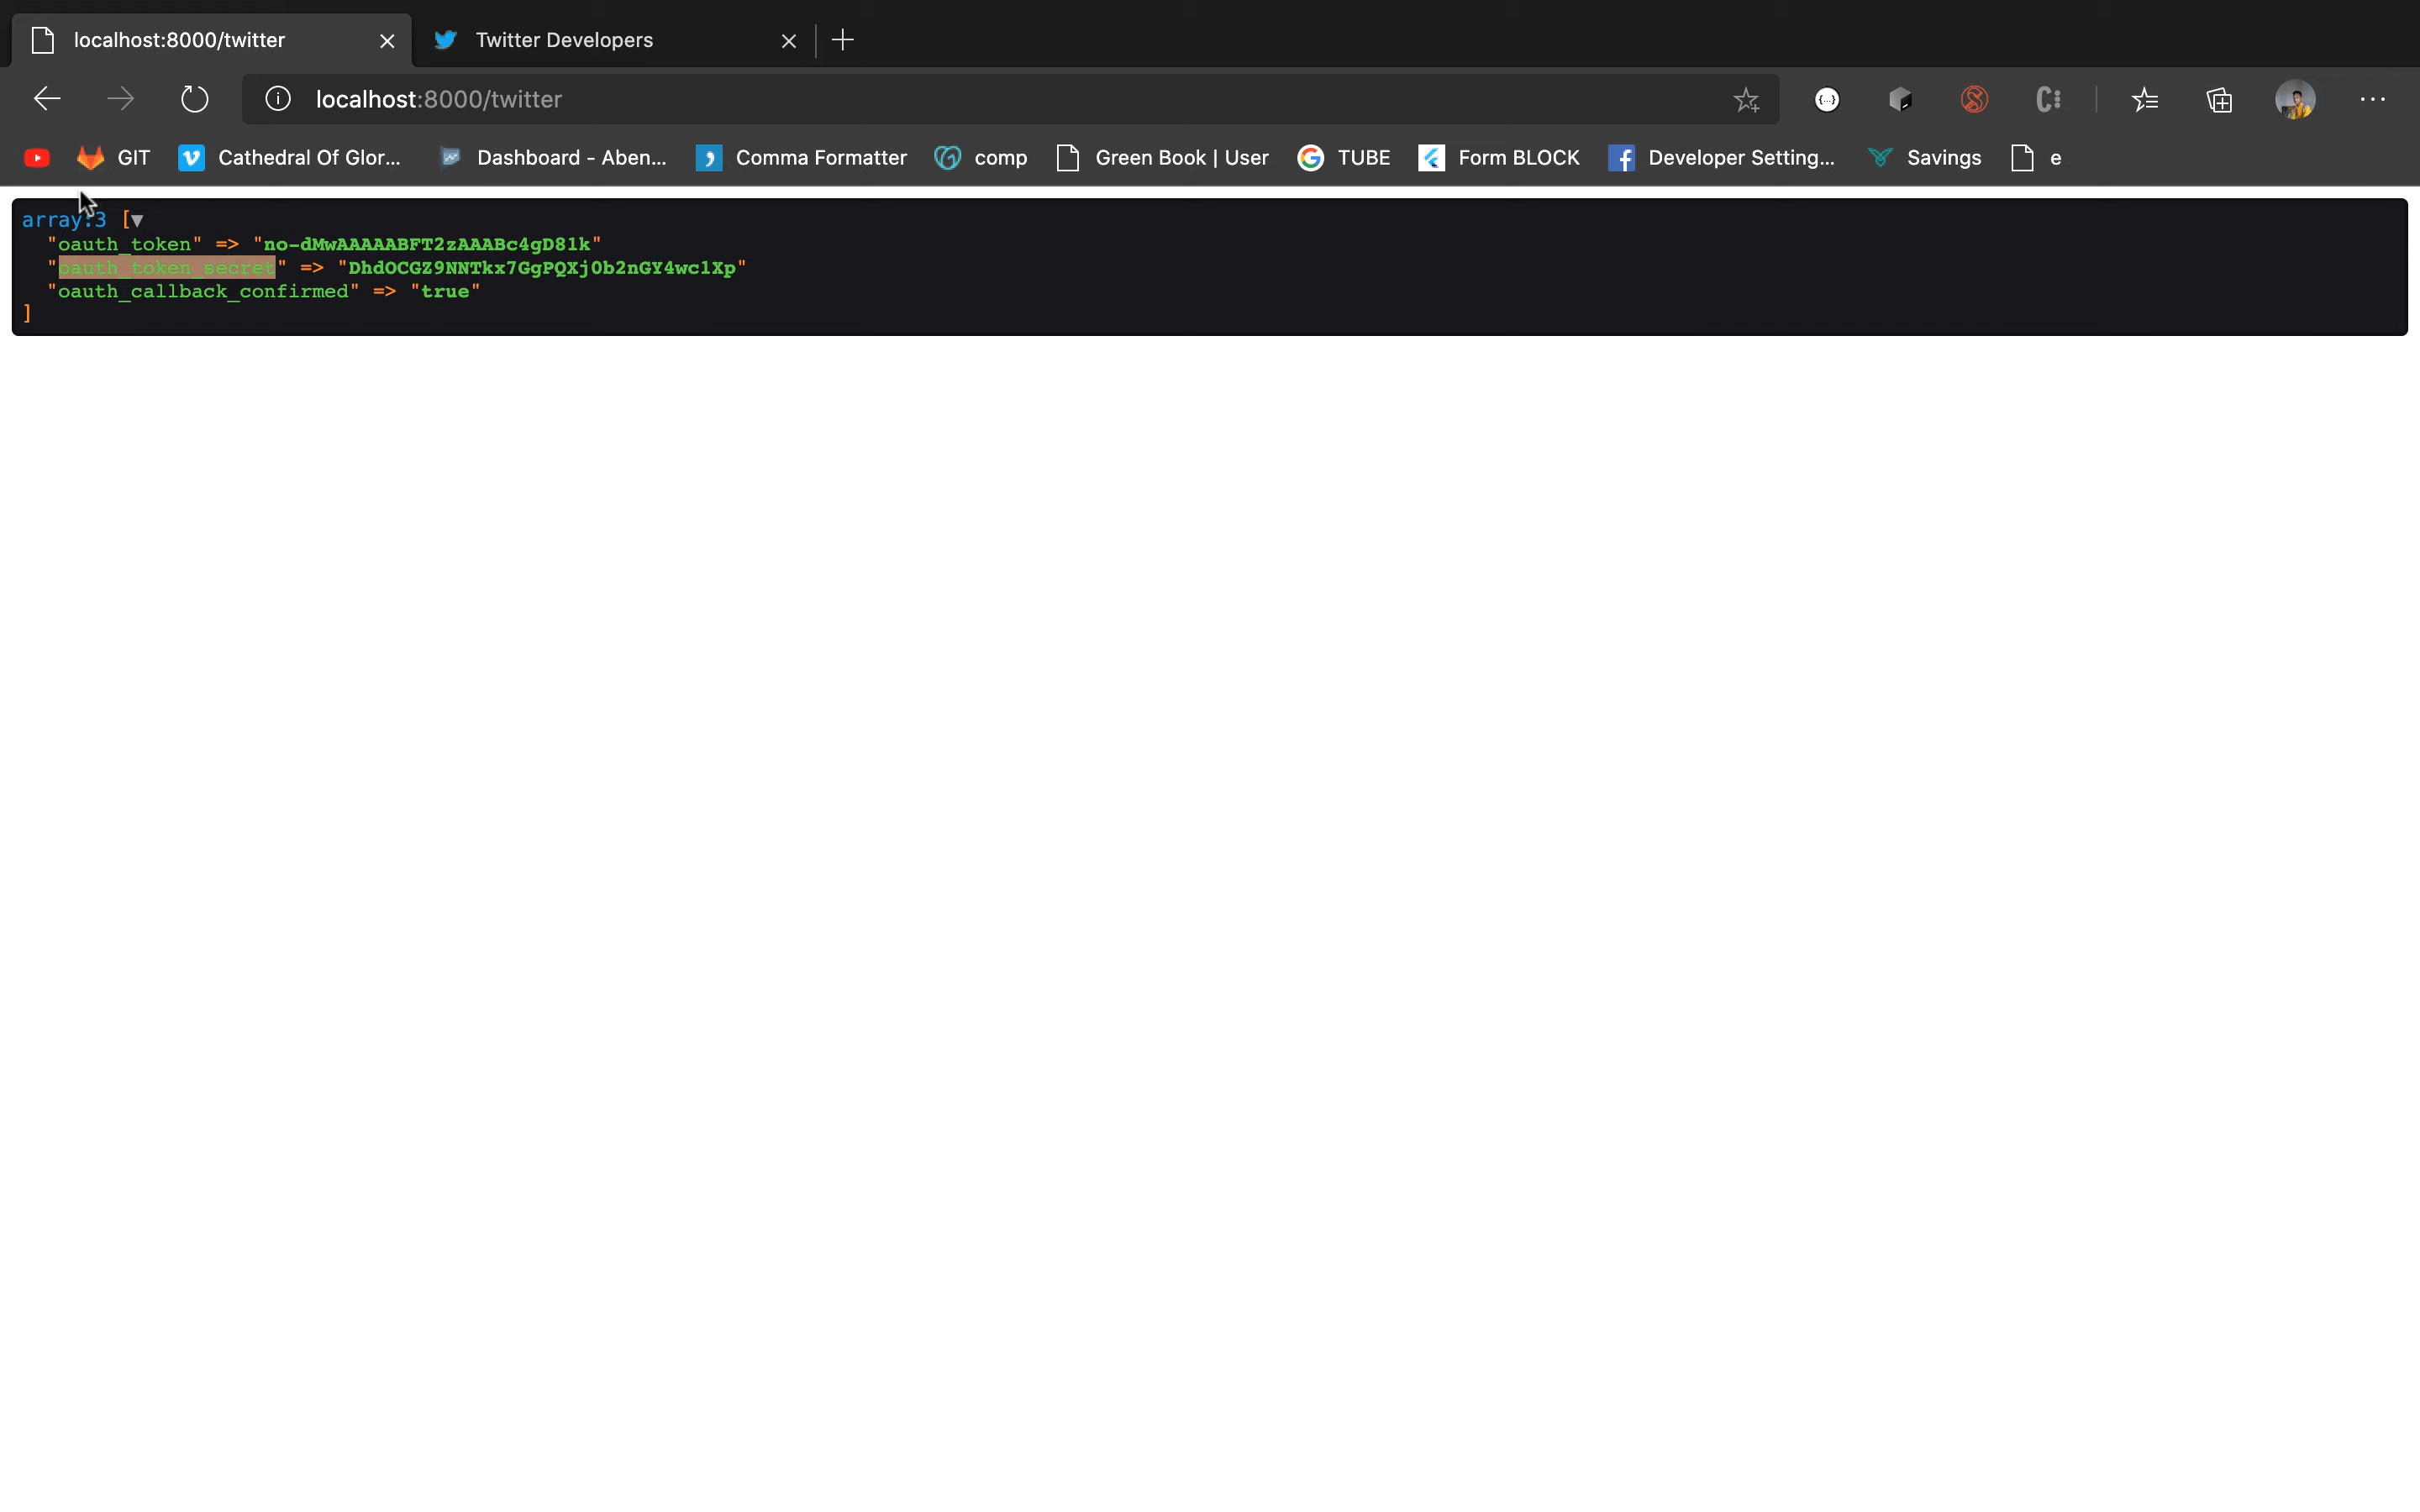 localhost:8000/twitter
Twitter Developers
localhost:8000/twitter
GIT
Cathedral Of Glor...
Dashboard - Aben...
Comma Formatter
comp
Green Book | User
TUBE
Form BLOCK
Developer Setting...
Savings
e
array:3 [▼
"oauth_token" => "no-dMwAAAAABFT2zAAABc4gD81k"
"oauth_token_secret" => "DhdOCGZ9NNTkx7GgPQXj0b2nGY4wc1Xp"
"oauth_callback_confirmed" => "true"
]